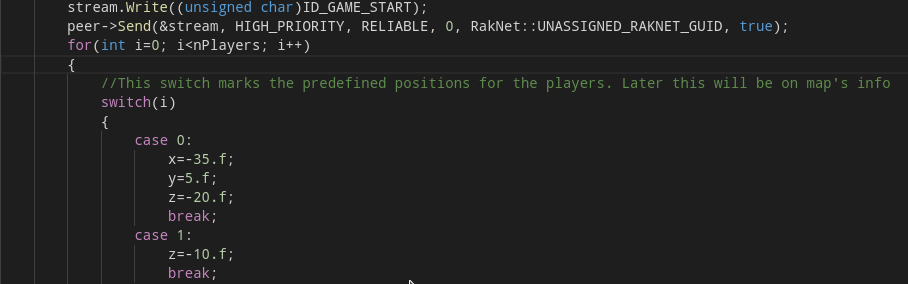 stream.Write((unsigned char)ID_GAME_START);
peer->Send(&stream, HIGH_PRIORITY, RELIABLE, 0, RakNet::UNASSIGNED_RAKNET_GUID, true);
for(int i=0; i<nPlayers; i++)
{
//This switch marks the predefined positions for the players. Later this will be on map's info
switch(i)
{
case 0:
x=-35.f;
y=5.f;
z=-20.f;
break;
case 1:
z=-10.f;
break;